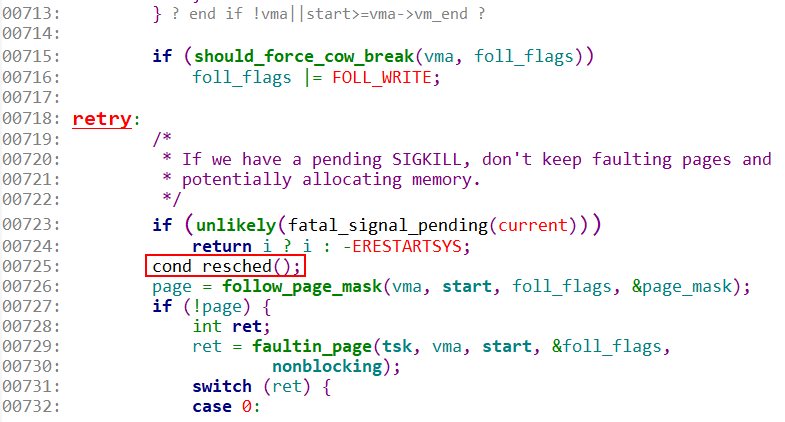 00713: } ? end if !vma||start>=vma->vm_end ?
00714:
00715: if (should_force_cow_break(vma, foll_flags))
00716: foll_flags |= FOLL_WRITE;
00717:
00718: retry:
00719: /*
00720: * If we have a pending SIGKILL, don't keep faulting pages and
00721: * potentially allocating memory.
00722: */
00723: if (unlikely(fatal_signal_pending(current)))
00724: return i ? i : -ERESTARTSYS;
00725: cond_resched();
00726: page = follow_page_mask(vma, start, foll_flags, &page_mask);
00727: if (!page) {
00728: int ret;
00729: ret = faultin_page(tsk, vma, start, &foll_flags,
00730: nonblocking);
00731: switch (ret) {
00732: case 0: